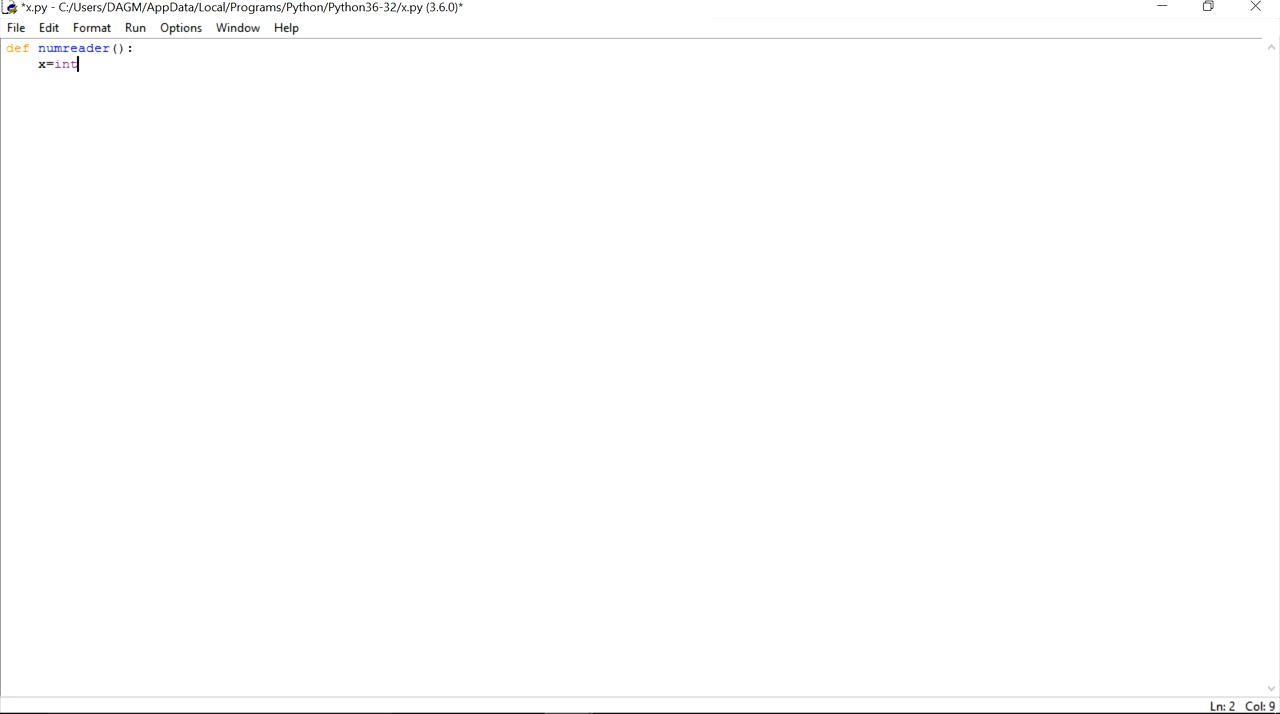 *x.py - C:/Users/DAGM/AppData/Local/Programs/Python/Python36-32/x.py (3.6.0)*
File Edit Format Run Options Window Help
def numreader():
    x=int
Ln: 2 Col: 9